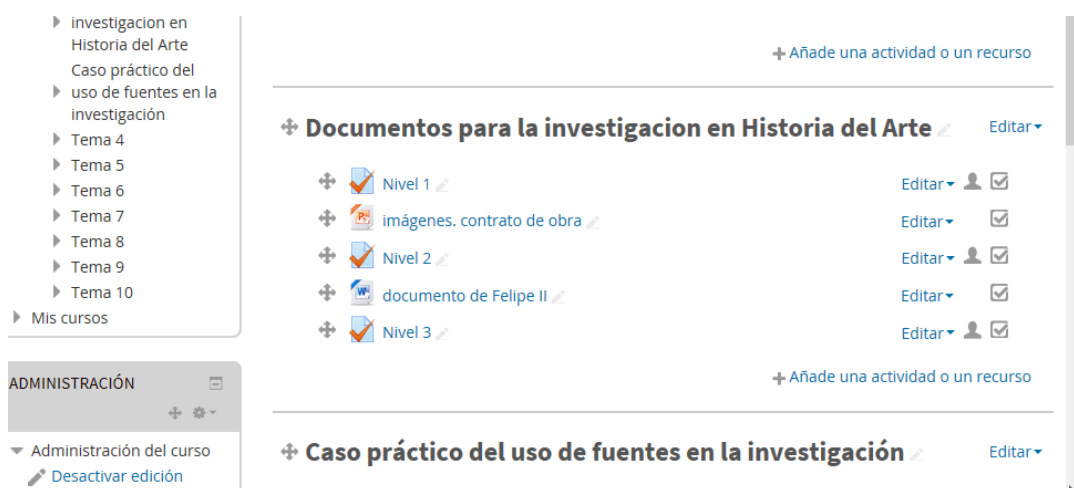 investigacion en
Historia del Arte
Caso práctico del
uso de fuentes en la
investigación
Tema 4
Tema 5
Tema 6
Tema 7
Tema 8
Tema 9
Tema 10
Mis cursos
ADMINISTRACIÓN
Administración del curso
Desactivar edición
Añade una actividad o un recurso
Documentos para la investigacion en Historia del Arte Editar
Nivel 1 Editar
imágenes. contrato de obra Editar
Nivel 2 Editar
documento de Felipe II Editar
Nivel 3 Editar
Añade una actividad o un recurso
Caso práctico del uso de fuentes en la investigación Editar